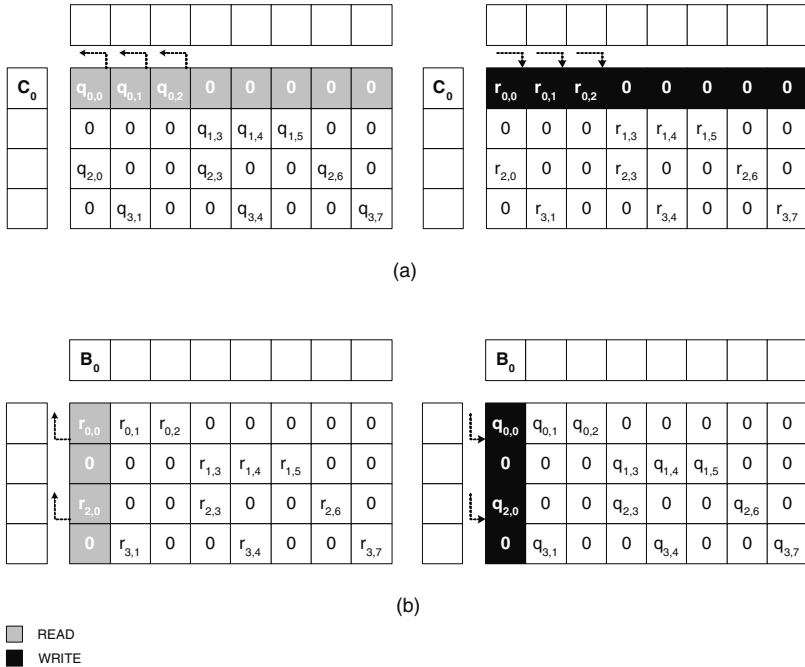 C0 q0,0 q0,1 q0,2 0 0 0 0 0
0 0 0 q1,3 q1,4 q1,5 0 0
q2,0 0 0 q2,3 0 0 q2,6 0
0 q3,1 0 0 q3,4 0 0 q3,7
C0 r0,0 r0,1 r0,2 0 0 0 0 0
0 0 0 r1,3 r1,4 r1,5 0 0
r2,0 0 0 r2,3 0 0 r2,6 0
0 r3,1 0 0 r3,4 0 0 r3,7
(a)
B0
r0,0 r0,1 r0,2 0 0 0 0 0
0 0 0 r1,3 r1,4 r1,5 0 0
r2,0 0 0 r2,3 0 0 r2,6 0
0 r3,1 0 0 r3,4 0 0 r3,7
B0
q0,0 q0,1 q0,2 0 0 0 0 0
0 0 0 q1,3 q1,4 q1,5 0 0
q2,0 0 0 q2,3 0 0 q2,6 0
0 q3,1 0 0 q3,4 0 0 q3,7
(b)
READ
WRITE